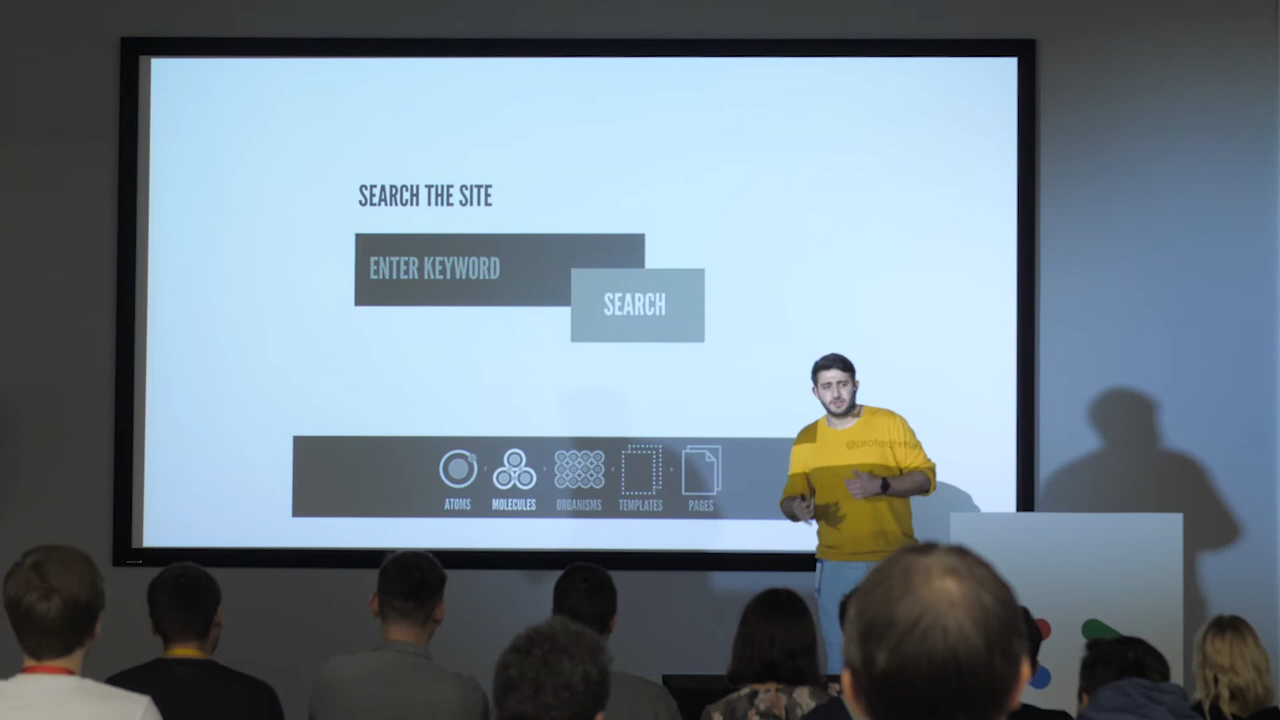 SEARCH THE SITE
ENTER KEYWORD
SEARCH
ATOMS
MOLECULES
ORGANISMS
TEMPLATES
PAGES